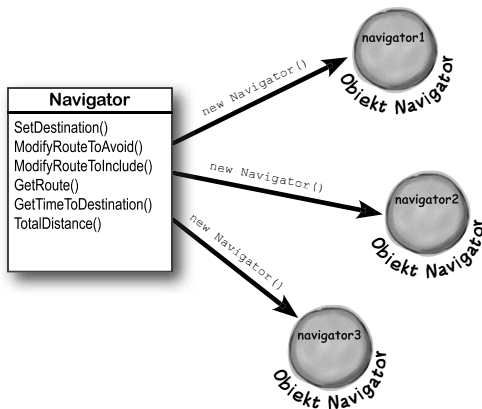 Navigator
SetDestination()
ModifyRouteToAvoid()
ModifyRouteToInclude()
GetRoute()
GetTimeToDestination()
TotalDistance()
new Navigator()
navigator1
Obiekt Navigator
new Navigator()
navigator2
Obiekt Navigator
new Navigator()
navigator3
Obiekt Navigator